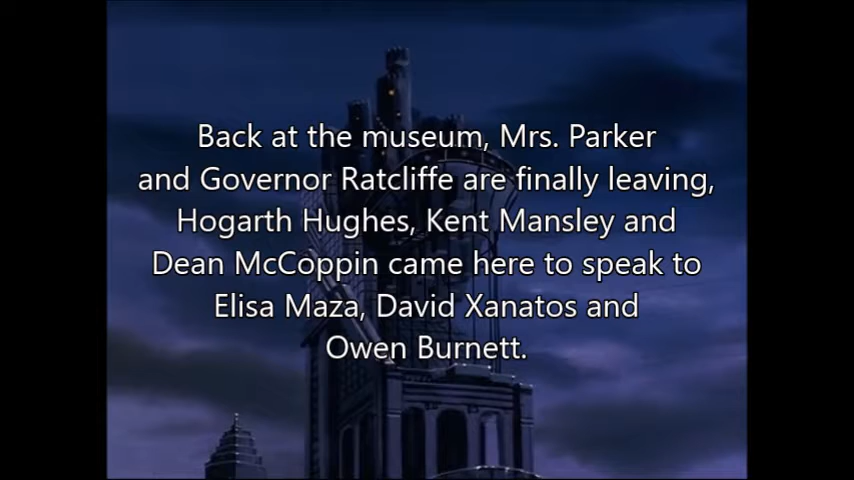 Back at the museum, Mrs. Parker
and Governor Ratcliffe are finally leaving,
Hogarth Hughes, Kent Mansley and
Dean McCoppin came here to speak to
Elisa Maza, David Xanatos and
Owen Burnett.